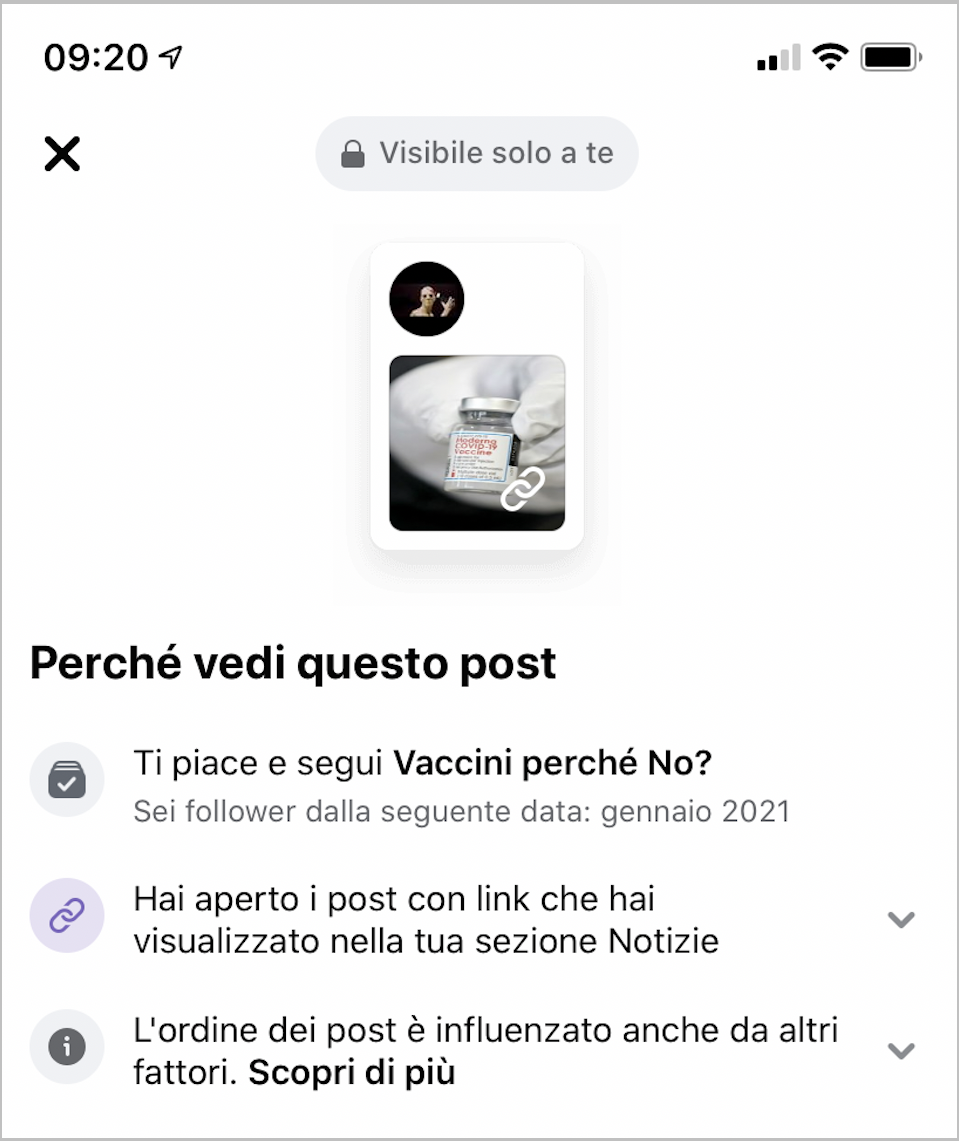 09:20
Visibile solo a te
Moderna
COVID-19
Vaccine
Perché vedi questo post
Ti piace e segui Vaccini perché No?
Sei follower dalla seguente data: gennaio 2021
Hai aperto i post con link che hai
visualizzato nella tua sezione Notizie
L'ordine dei post è influenzato anche da altri
fattori. Scopri di più